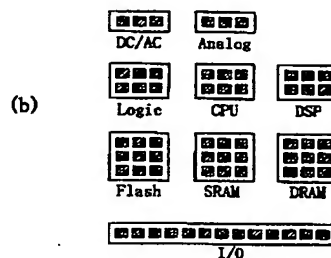 DC/AC Analog
(b)
Logic CPU DSP
Flash SRAM DRAM
I/O